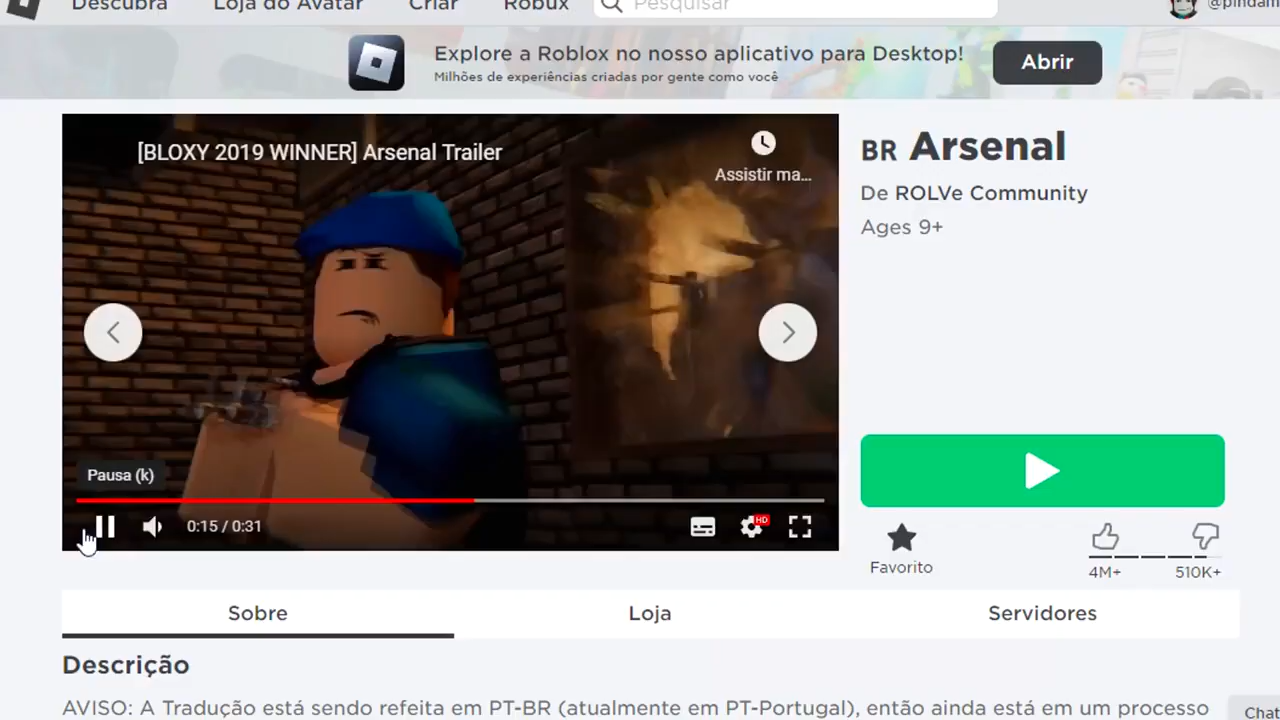 Descubra Loja do Avatar Criar Robux Pesquisar
Explore a Roblox no nosso aplicativo para Desktop!
Milhões de experiências criadas por gente como você
Abrir
[BLOXY 2019 WINNER] Arsenal Trailer
Assistir ma...
BR Arsenal
De ROLVe Community
Ages 9+
Pausa (k)
0:15 / 0:31
HD
Favorito
4M+
510K+
Sobre
Loja
Servidores
Descrição
AVISO: A Tradução está sendo refeita em PT-BR (atualmente em PT-Portugal), então ainda está em um processo
Chat